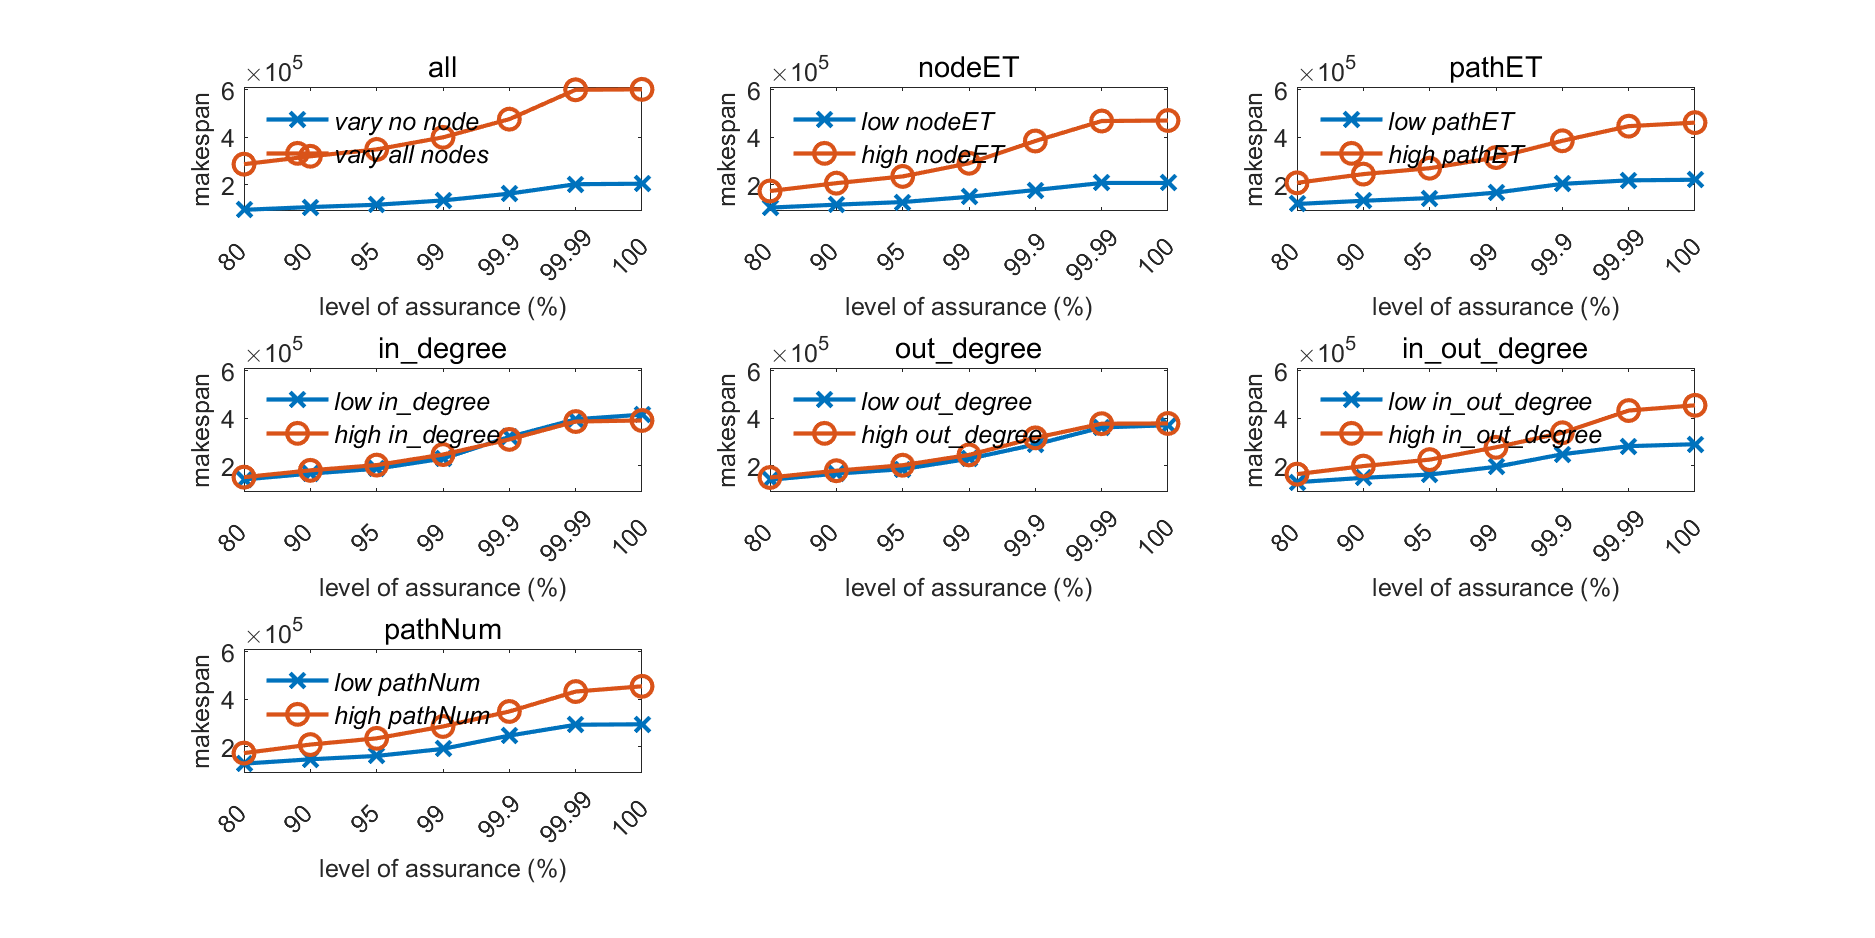 ×10^5
all
6
4
2
makespan
vary no node
vary all nodes
80 90 95 99 99.9 99.99 100
level of assurance (%)
×10^5
nodeET
6
4
2
makespan
low nodeET
high nodeET
80 90 95 99 99.9 99.99 100
level of assurance (%)
×10^5
pathET
6
4
2
makespan
low pathET
high pathET
80 90 95 99 99.9 99.99 100
level of assurance (%)
×10^5
in_degree
6
4
2
makespan
low in_degree
high in_degree
80 90 95 99 99.9 99.99 100
level of assurance (%)
×10^5
out_degree
6
4
2
makespan
low out_degree
high out_degree
80 90 95 99 99.9 99.99 100
level of assurance (%)
×10^5
in_out_degree
6
4
2
makespan
low in_out_degree
high in_out_degree
80 90 95 99 99.9 99.99 100
level of assurance (%)
×10^5
pathNum
6
4
2
makespan
low pathNum
high pathNum
80 90 95 99 99.9 99.99 100
level of assurance (%)